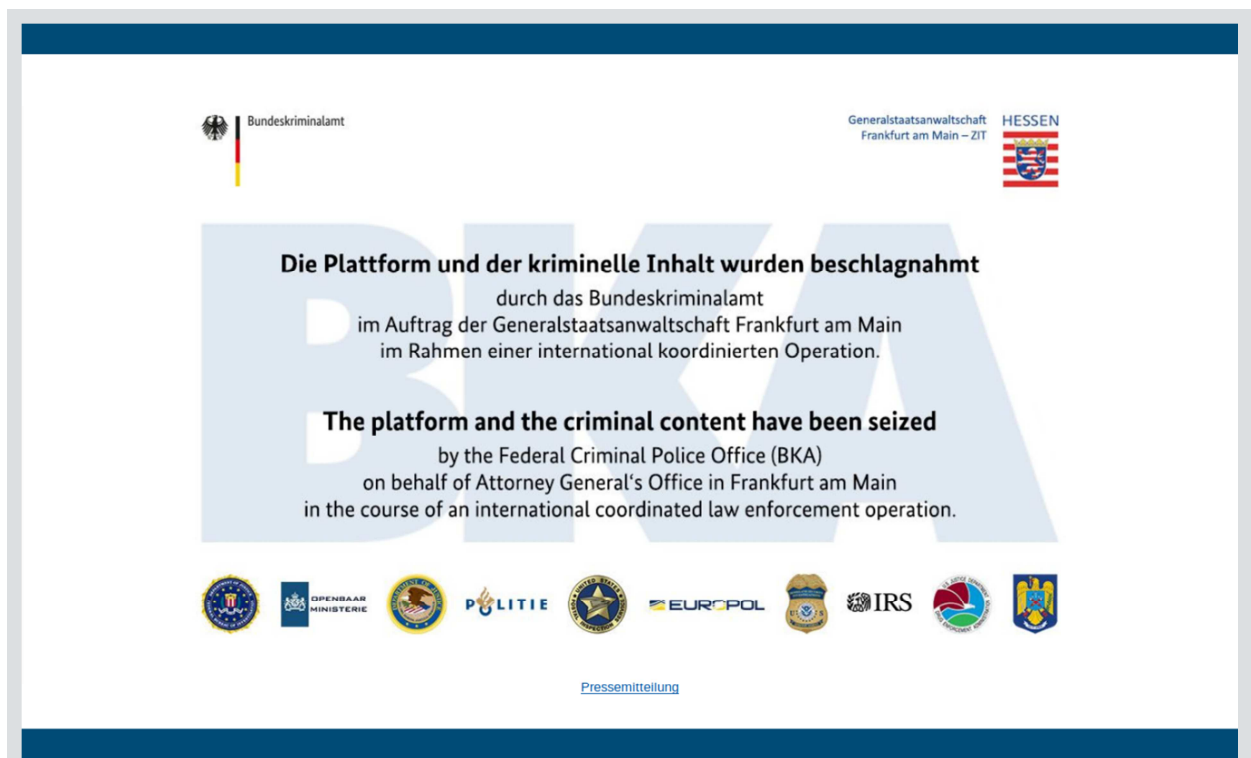 Bundeskriminalamt
Generalstaatsanwaltschaft
Frankfurt am Main – ZIT
HESSEN
BKA
Die Plattform und der kriminelle Inhalt wurden beschlagnahmt
durch das Bundeskriminalamt
im Auftrag der Generalstaatsanwaltschaft Frankfurt am Main
im Rahmen einer international koordinierten Operation.
The platform and the criminal content have been seized
by the Federal Criminal Police Office (BKA)
on behalf of Attorney General‘s Office in Frankfurt am Main
in the course of an international coordinated law enforcement operation.
OPENBAAR
MINISTERIE
POLITIE
EUROPOL
IRS
Pressemitteilung